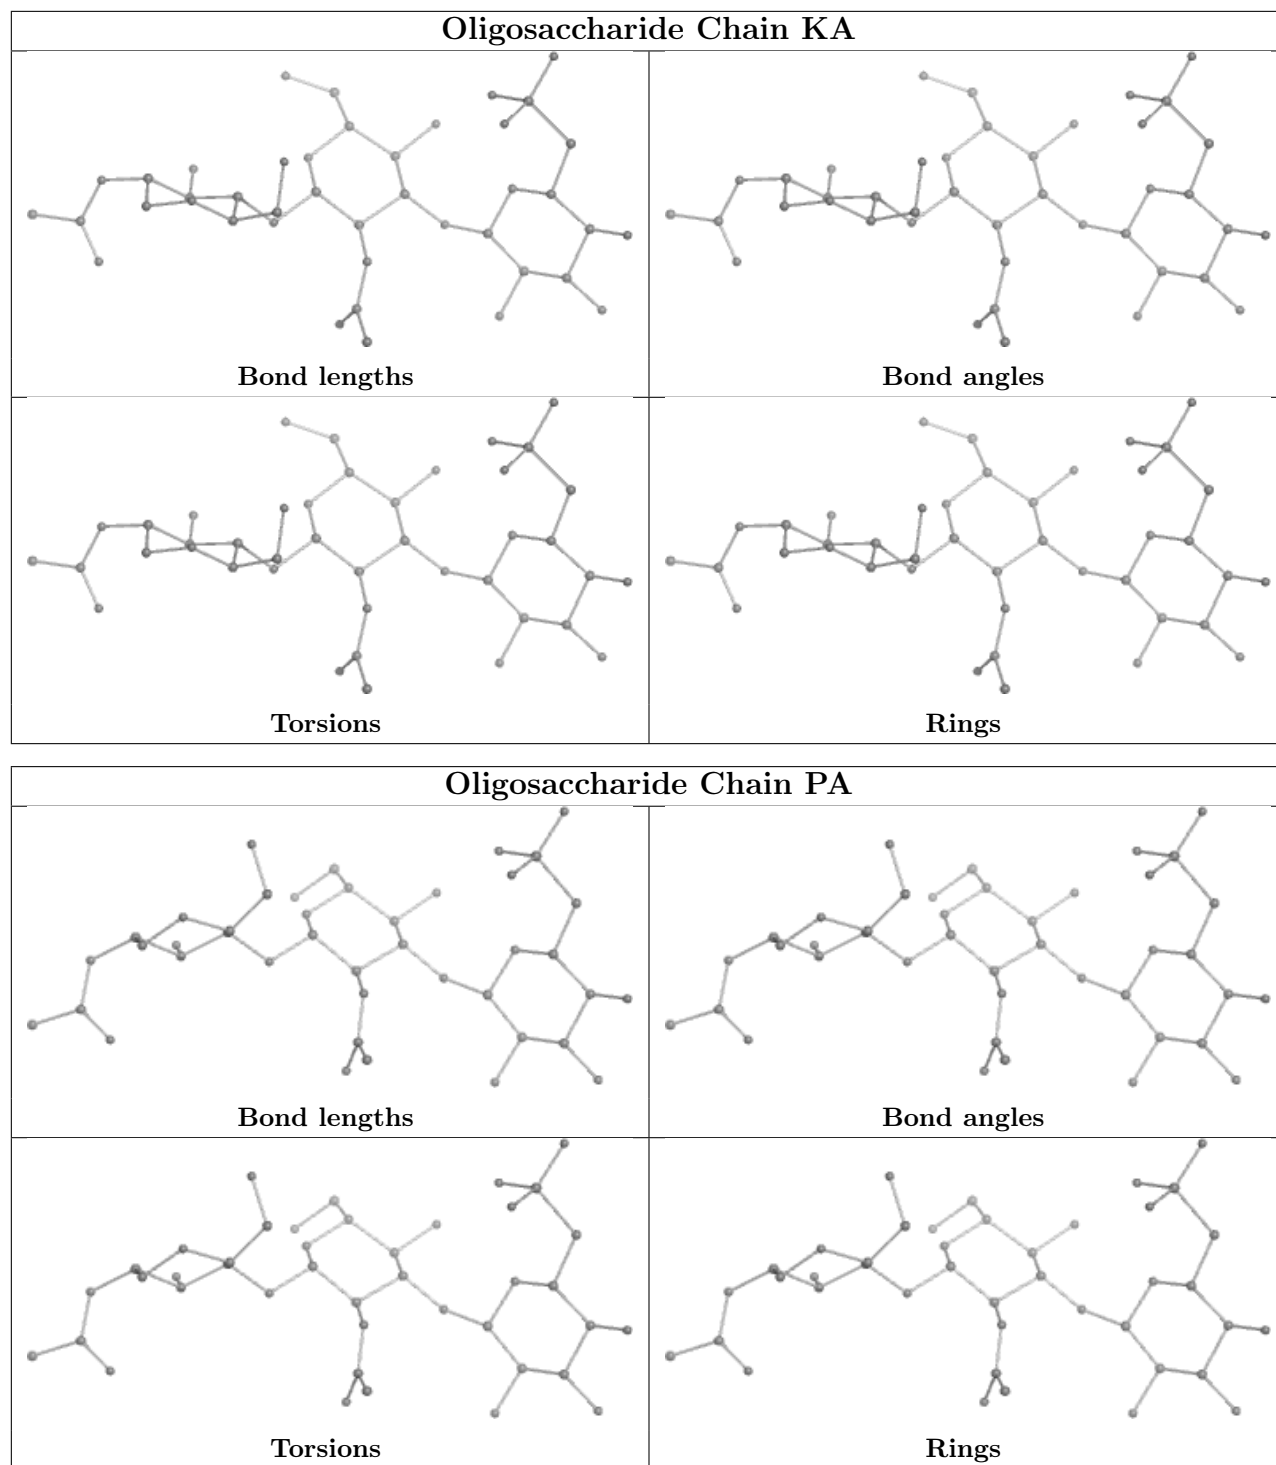 Oligosaccharide Chain KA
Bond lengths
Bond angles
Torsions
Rings
Oligosaccharide Chain PA
Bond lengths
Bond angles
Torsions
Rings